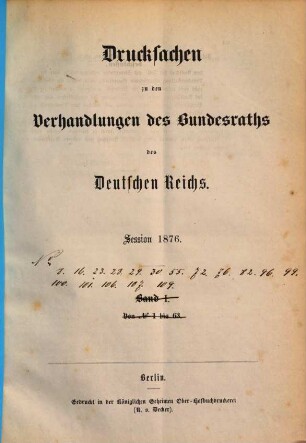 Drucksachen
zu den
Verhandlungen des Bundesraths
des
Deutschen Reichs.
Session 1876.
No
1. 16. 23. 28. 29. 30 55. 72. 76. 82. 96. 99.
100. 101. 106. 107. 109.
Band I.
Von № 1 bis 63.
Berlin.
Gedruckt in der Königlichen Geheimen Ober-Hofbuchdruckerei
(R. v. Decker).